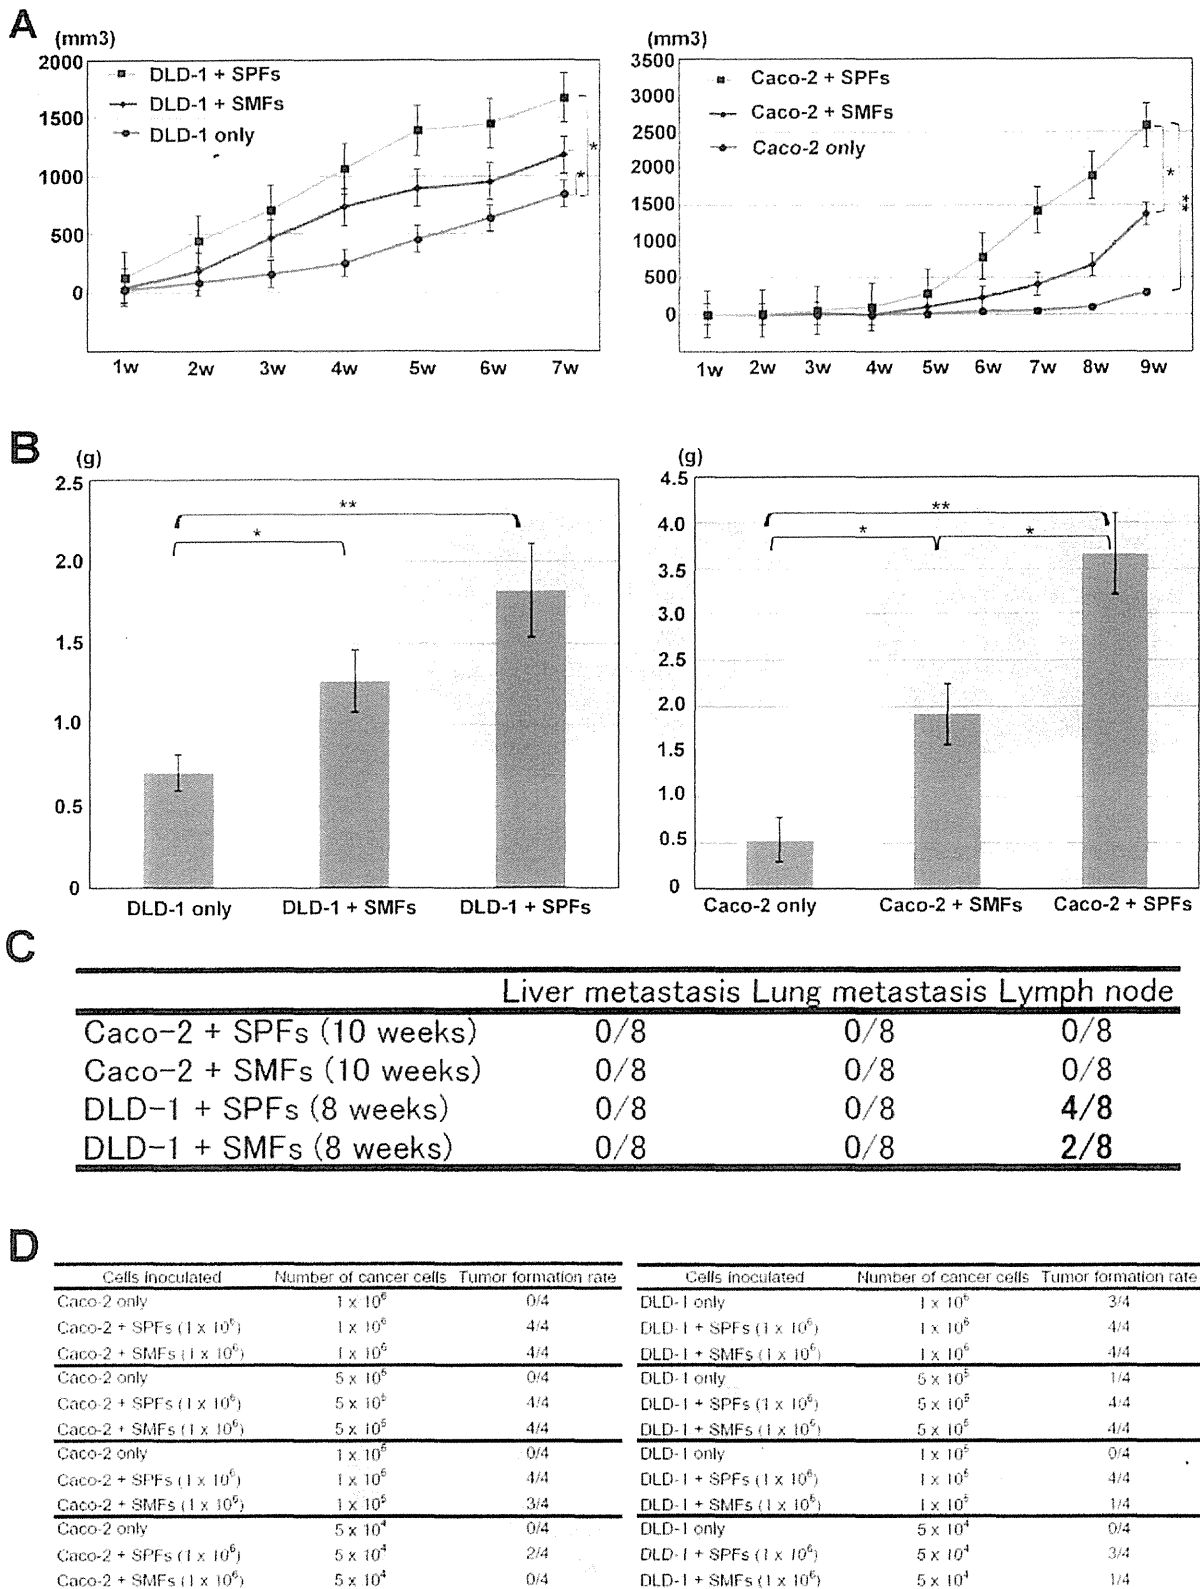 A
(mm3)
2000
1500
1000
500
0
DLD-1 + SPFs
DLD-1 + SMFs
DLD-1 only
*
*
1w 2w 3w 4w 5w 6w 7w
(mm3)
3500
3000
2500
2000
1500
1000
500
0
Caco-2 + SPFs
Caco-2 + SMFs
Caco-2 only
*
**
1w 2w 3w 4w 5w 6w 7w 8w 9w
B
(g)
2.5
2.0
1.5
1.0
0.5
0
**
*
DLD-1 only DLD-1 + SMFs DLD-1 + SPFs
(g)
4.5
4.0
3.5
3.0
2.5
2.0
1.5
1.0
0.5
0
**
* *
Caco-2 only Caco-2 + SMFs Caco-2 + SPFs
C
Liver metastasis Lung metastasis Lymph node
Caco-2 + SPFs (10 weeks) 0/8 0/8 0/8
Caco-2 + SMFs (10 weeks) 0/8 0/8 0/8
DLD-1 + SPFs (8 weeks) 0/8 0/8 4/8
DLD-1 + SMFs (8 weeks) 0/8 0/8 2/8
D
Cells inoculated Number of cancer cells Tumor formation rate
Caco-2 only 1 x 10⁶ 0/4
Caco-2 + SPFs (1 x 10⁶) 1 x 10⁶ 4/4
Caco-2 + SMFs (1 x 10⁶) 1 x 10⁶ 4/4
Caco-2 only 5 x 10⁵ 0/4
Caco-2 + SPFs (1 x 10⁶) 5 x 10⁵ 4/4
Caco-2 + SMFs (1 x 10⁶) 5 x 10⁵ 4/4
Caco-2 only 1 x 10⁵ 0/4
Caco-2 + SPFs (1 x 10⁶) 1 x 10⁵ 4/4
Caco-2 + SMFs (1 x 10⁶) 1 x 10⁵ 3/4
Caco-2 only 5 x 10⁴ 0/4
Caco-2 + SPFs (1 x 10⁶) 5 x 10⁴ 2/4
Caco-2 + SMFs (1 x 10⁶) 5 x 10⁴ 0/4
Cells inoculated Number of cancer cells Tumor formation rate
DLD-1 only 1 x 10⁶ 3/4
DLD-1 + SPFs (1 x 10⁶) 1 x 10⁶ 4/4
DLD-1 + SMFs (1 x 10⁶) 1 x 10⁶ 4/4
DLD-1 only 5 x 10⁵ 1/4
DLD-1 + SPFs (1 x 10⁶) 5 x 10⁵ 4/4
DLD-1 + SMFs (1 x 10⁶) 5 x 10⁵ 4/4
DLD-1 only 1 x 10⁵ 0/4
DLD-1 + SPFs (1 x 10⁶) 1 x 10⁵ 4/4
DLD-1 + SMFs (1 x 10⁶) 1 x 10⁵ 1/4
DLD-1 only 5 x 10⁴ 0/4
DLD-1 + SPFs (1 x 10⁶) 5 x 10⁴ 3/4
DLD-1 + SMFs (1 x 10⁶) 5 x 10⁴ 1/4